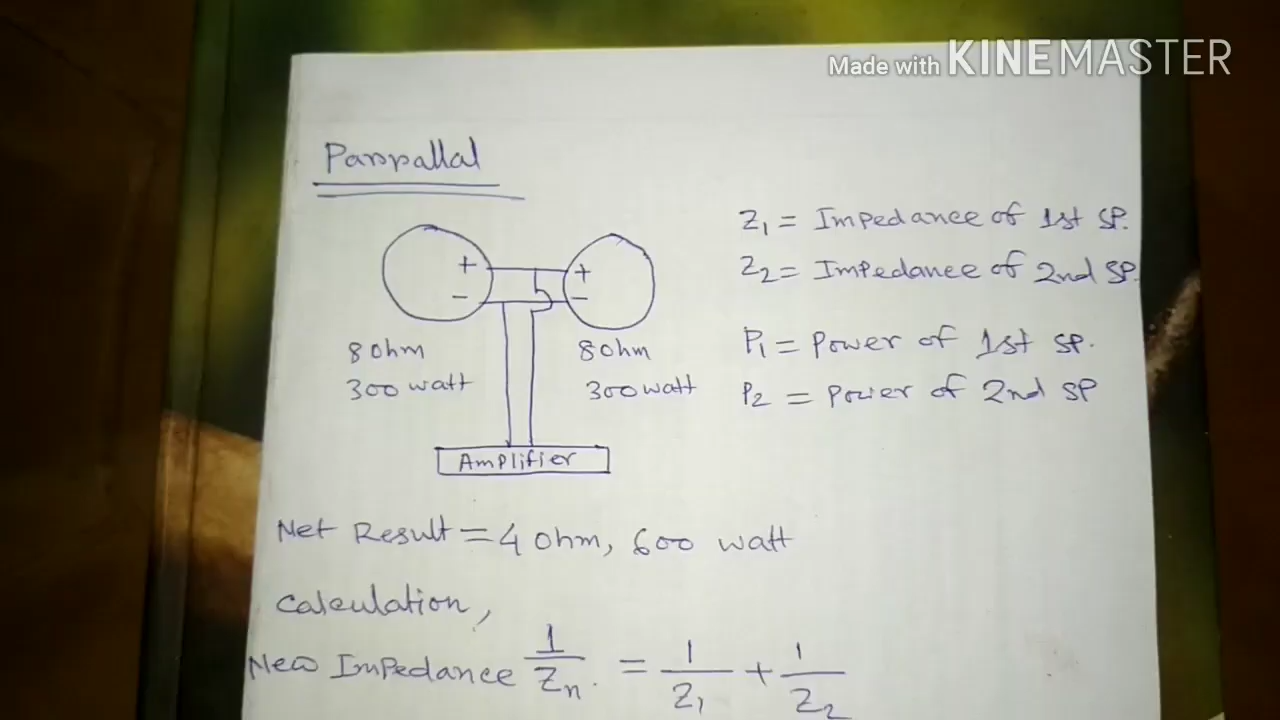 Made with KINEMASTER
Parrallal
Z1 = Impedance of 1st SP.
Z2 = Impedance of 2nd SP.
+ +
- -
8 ohm 8 ohm
300 watt 300 watt
P1 = Power of 1st SP.
P2 = Power of 2nd SP
Amplifier
Net Result = 4 ohm, 600 watt
Calculation,
New Impedance 1/Zn. = 1/Z1 + 1/Z2